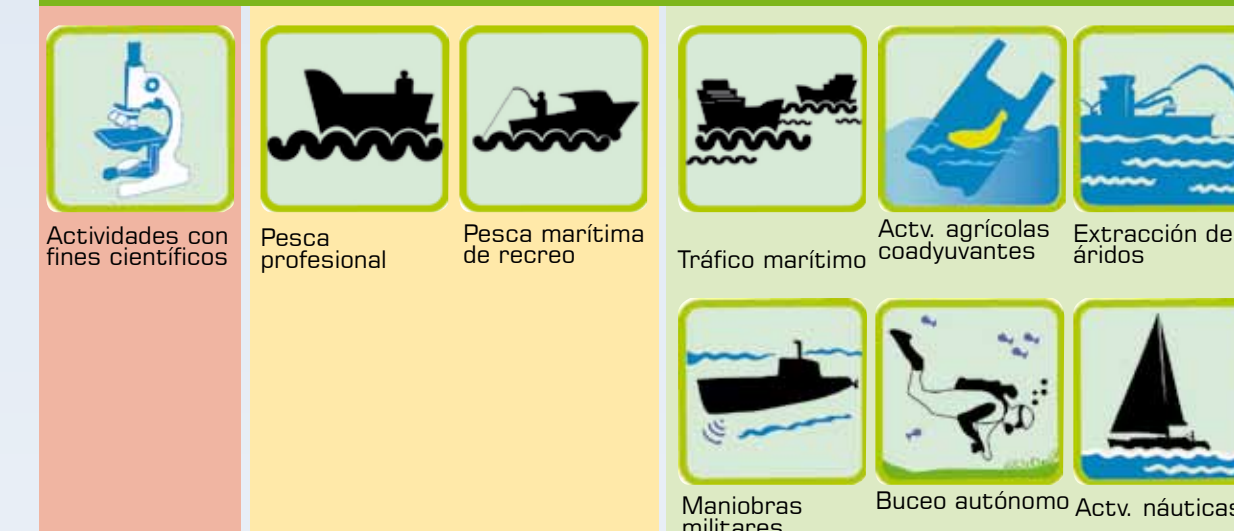 Actividades con
fines científicos
Pesca
profesional
Pesca marítima
de recreo
Tráfico marítimo
Actv. agrícolas
coadyuvantes
Extracción de
áridos
Maniobras
militares
Buceo autónomo
Actv. náuticas